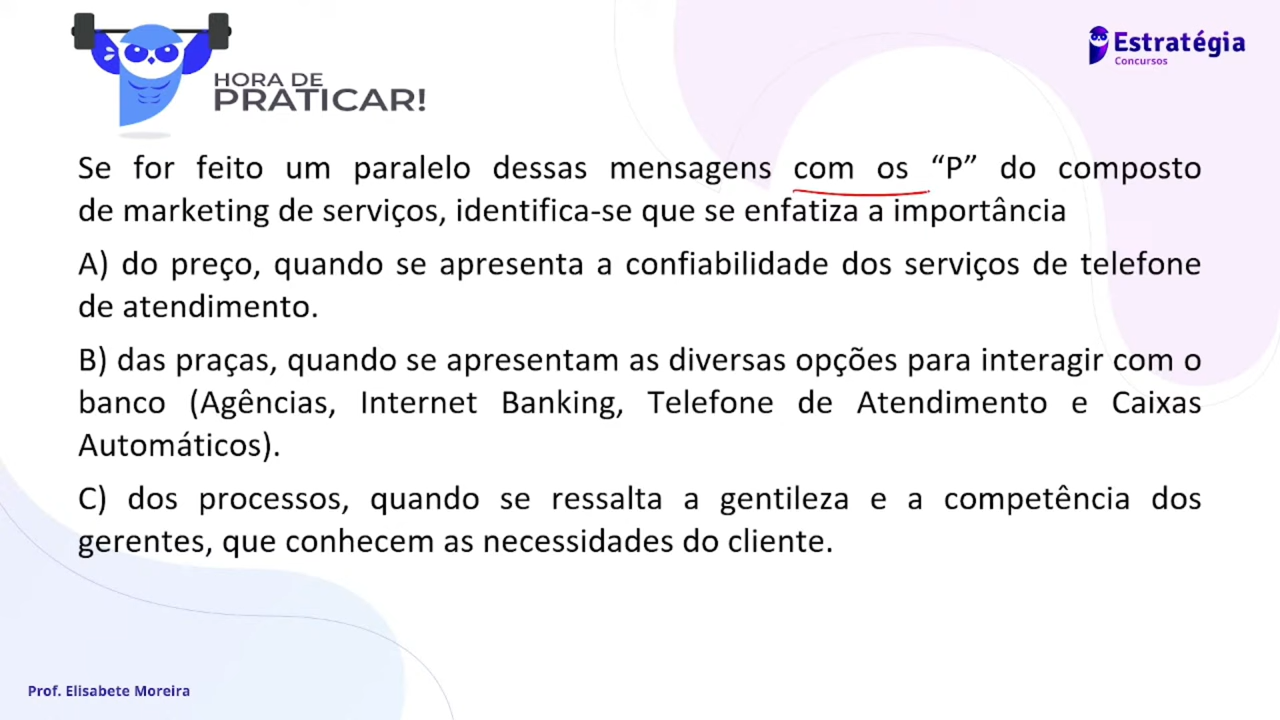 HORA DE
PRATICAR!
Estratégia
Concursos
Se for feito um paralelo dessas mensagens com os “P” do composto
de marketing de serviços, identifica-se que se enfatiza a importância
A) do preço, quando se apresenta a confiabilidade dos serviços de telefone
de atendimento.
B) das praças, quando se apresentam as diversas opções para interagir com o
banco (Agências, Internet Banking, Telefone de Atendimento e Caixas
Automáticos).
C) dos processos, quando se ressalta a gentileza e a competência dos
gerentes, que conhecem as necessidades do cliente.
Prof. Elisabete Moreira